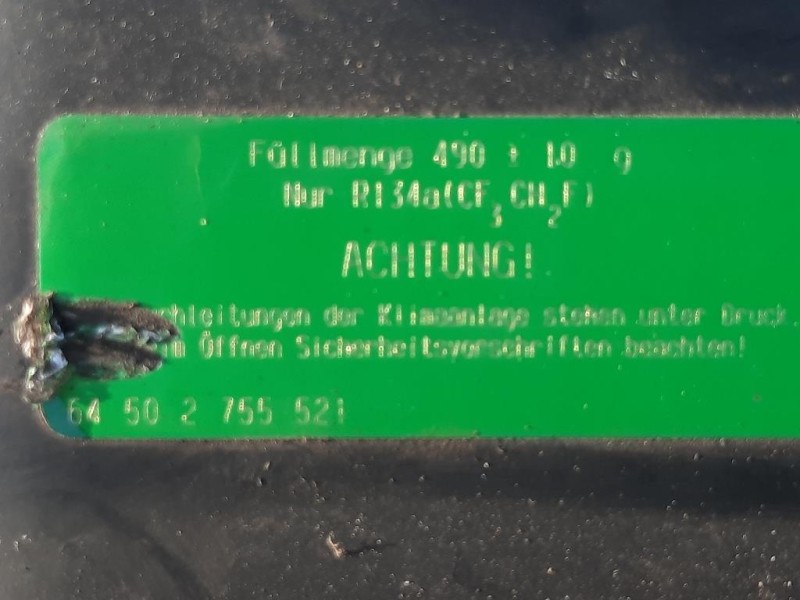 Füllmenge 490 ± 10 g
Nur R134a(CF₃CH₂F)
ACHTUNG!
der Klimaanlage stehen unter Druck.
Öffnen Sicherheitsvorschriften beachten!
64 50 2 755 521